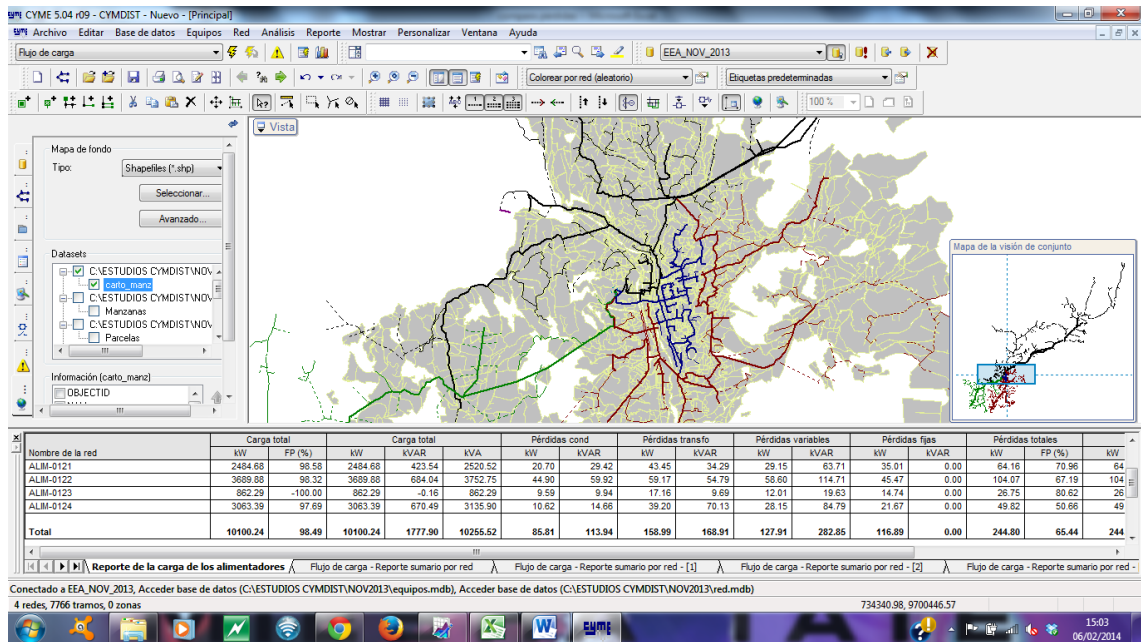 CYME 5.04 r09 - CYMDIST - Nuevo - [Principal]
Archivo Editar Base de datos Equipos Red Análisis Reporte Mostrar Personalizar Ventana Ayuda
Flujo de carga EEA_NOV_2013
Colorear por red (aleatorio) Etiquetas predeterminadas
100 %
Vista
Mapa de fondo
Tipo: Shapefiles (*.shp)
Seleccionar...
Avanzado...
Datasets
C:\ESTUDIOS CYMDIST\NOV
carto_manz
C:\ESTUDIOS CYMDIST\NOV
Manzanas
C:\ESTUDIOS CYMDIST\NOV
Parcelas
Información (carto_manz)
OBJECTID
Mapa de la visión de conjunto
Carga total Carga total Pérdidas cond Pérdidas transfo Pérdidas variables Pérdidas fijas Pérdidas totales
Nombre de la red kW FP (%) kW kVAR kVA kW kVAR kW kVAR kW kVAR kW kVAR kW FP (%) kW
ALIM-0121 2484.68 98.58 2484.68 423.54 2520.52 20.70 29.42 43.45 34.29 29.15 63.71 35.01 0.00 64.16 70.96 64
ALIM-0122 3689.88 98.32 3689.88 684.04 3752.75 44.90 59.92 59.17 54.79 58.60 114.71 45.47 0.00 104.07 67.19 104
ALIM-0123 862.29 -100.00 862.29 -0.16 862.29 9.59 9.94 17.16 9.69 12.01 19.63 14.74 0.00 26.75 80.62 26
ALIM-0124 3063.39 97.69 3063.39 670.49 3135.90 10.62 14.66 39.20 70.13 28.15 84.79 21.67 0.00 49.82 50.66 49
Total 10100.24 98.49 10100.24 1777.90 10255.52 85.81 113.94 158.99 168.91 127.91 282.85 116.89 0.00 244.80 65.44 244
Reporte de la carga de los alimentadores Flujo de carga - Reporte sumario por red Flujo de carga - Reporte sumario por red - [1] Flujo de carga - Reporte sumario por red - [2] Flujo de carga - Reporte sumario por red -
Conectado a EEA_NOV_2013, Acceder base de datos (C:\ESTUDIOS CYMDIST\NOV2013\equipos.mdb), Acceder base de datos (C:\ESTUDIOS CYMDIST\NOV2013\red.mdb)
4 redes, 7766 tramos, 0 zonas 734340.98, 9700446.57
15:03
06/02/2014